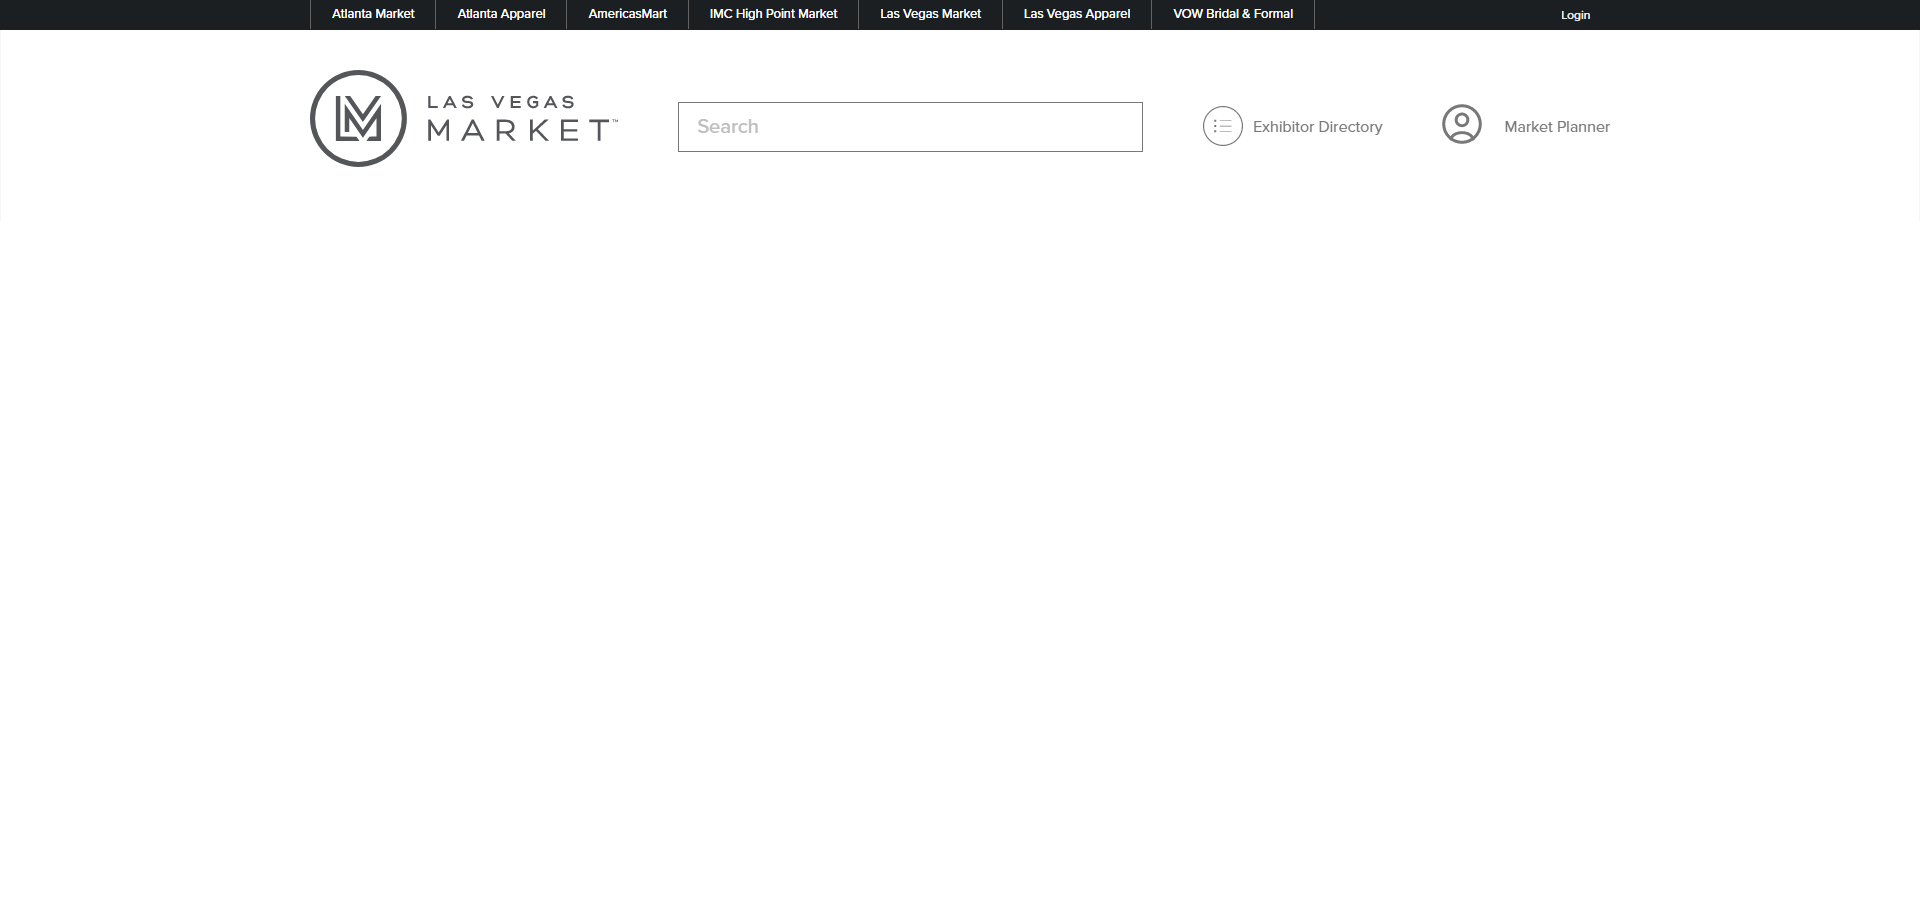 Atlanta Market
Atlanta Apparel
AmericasMart
IMC High Point Market
Las Vegas Market
Las Vegas Apparel
VOW Bridal & Formal
Login
LAS VEGAS
MARKET™
Search
Exhibitor Directory
Market Planner